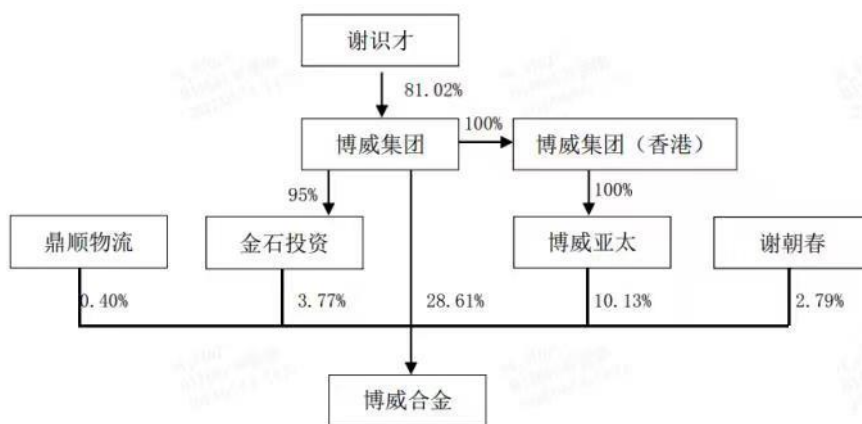 谢识才
81.02%
博威集团
100%
博威集团（香港）
95%
100%
鼎顺物流
金石投资
博威亚太
谢朝春
0.40%
3.77%
28.61%
10.13%
2.79%
博威合金